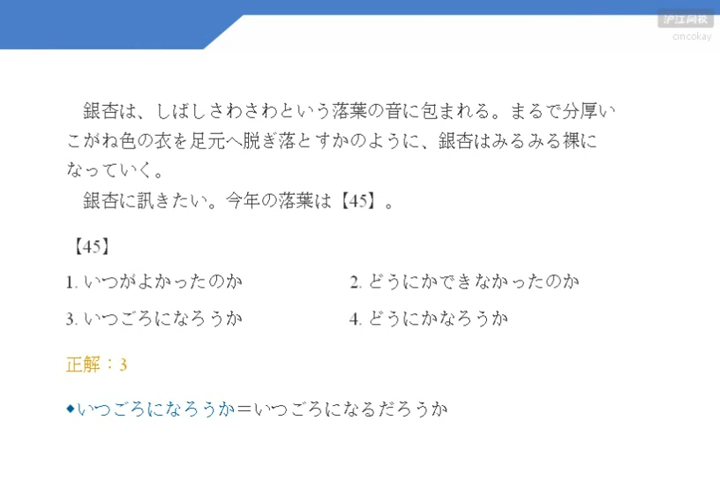 沪江网校
cincokay
銀杏は、しばしさわさわという落葉の音に包まれる。まるで分厚い
こがね色の衣を足元へ脱ぎ落とすかのように、銀杏はみるみる裸に
なっていく。
銀杏に訊きたい。今年の落葉は【45】。
【45】
1. いつがよかったのか 2. どうにかできなかったのか
3. いつごろになろうか 4. どうにかなろうか
正解：3
◆いつごろになろうか＝いつごろになるだろうか